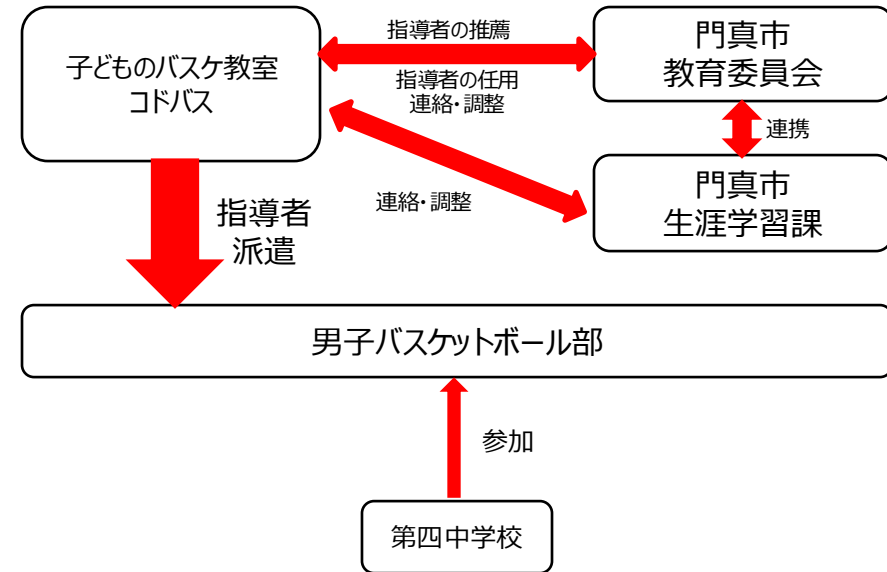 子どものバスケ教室
コドバス
指導者の推薦
指導者の任用
連絡・調整
門真市
教育委員会
連携
門真市
生涯学習課
連絡・調整
指導者
派遣
男子バスケットボール部
参加
第四中学校